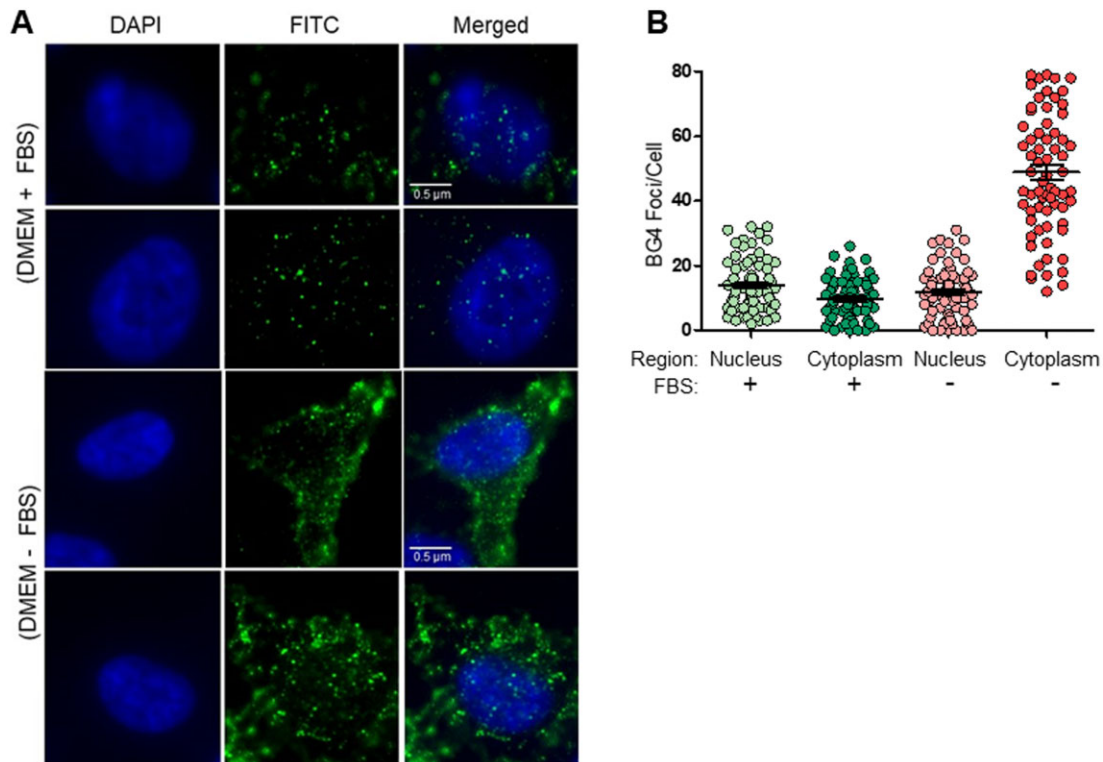 A
DAPI FITC Merged
(DMEM + FBS)
0.5 µm
(DMEM - FBS)
0.5 µm
B
BG4 Foci/Cell
80
60
40
20
0
Region: Nucleus Cytoplasm Nucleus Cytoplasm
FBS: + + - -